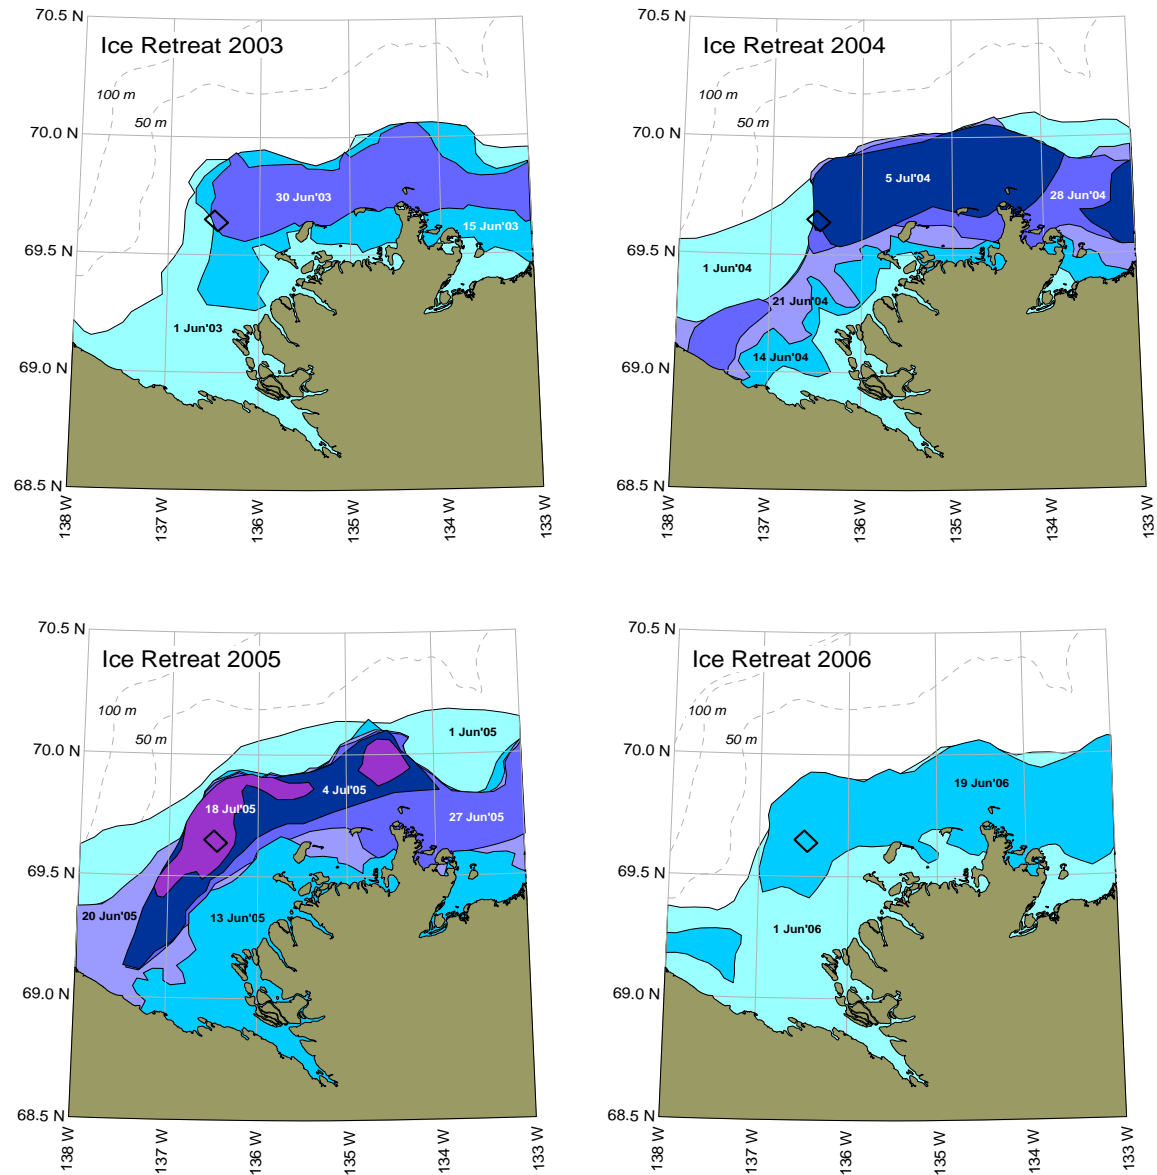 70.5 N
Ice Retreat 2003
100 m
50 m
70.0 N
30 Jun'03
15 Jun'03
69.5 N
1 Jun'03
69.0 N
68.5 N
138 W
137 W
136 W
135 W
134 W
133 W
70.5 N
Ice Retreat 2004
100 m
50 m
70.0 N
5 Jul'04
28 Jun'04
69.5 N
1 Jun'04
21 Jun'04
14 Jun'04
69.0 N
68.5 N
138 W
137 W
136 W
135 W
134 W
133 W
70.5 N
Ice Retreat 2005
100 m
50 m
1 Jun'05
70.0 N
4 Jul'05
18 Jul'05
27 Jun'05
69.5 N
20 Jun'05
13 Jun'05
69.0 N
68.5 N
138 W
137 W
136 W
135 W
134 W
133 W
70.5 N
Ice Retreat 2006
100 m
50 m
70.0 N
19 Jun'06
69.5 N
1 Jun'06
69.0 N
68.5 N
138 W
137 W
136 W
135 W
134 W
133 W